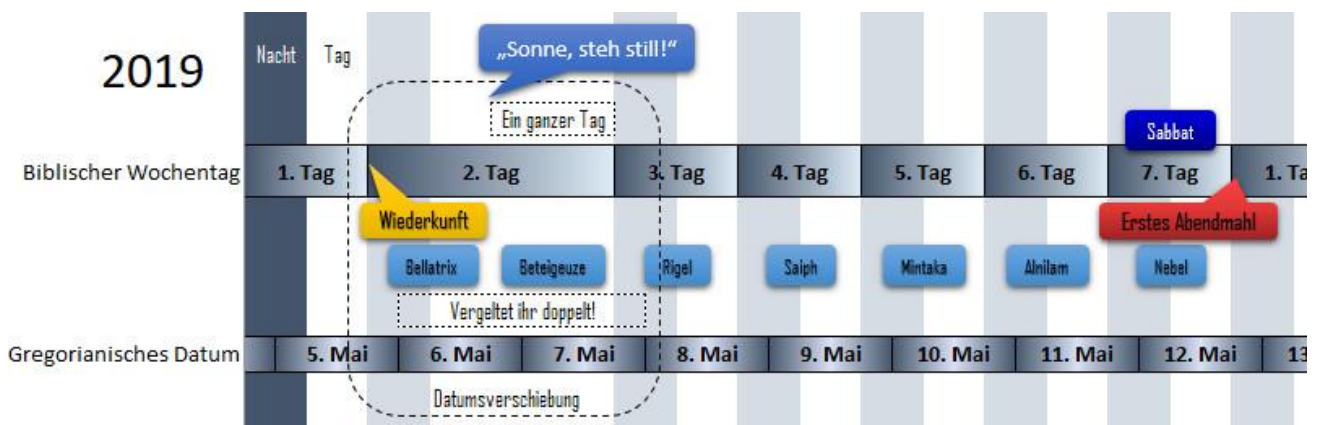 2019
Nacht
Tag
„Sonne, steh still!“
Ein ganzer Tag
Sabbat
Biblischer Wochentag
1. Tag
2. Tag
3. Tag
4. Tag
5. Tag
6. Tag
7. Tag
1. Ta
Wiederkunft
Erstes Abendmahl
Bellatrix
Beteigeuze
Rigel
Saiph
Mintaka
Alnilam
Nebel
Vergeltet ihr doppelt!
Gregorianisches Datum
5. Mai
6. Mai
7. Mai
8. Mai
9. Mai
10. Mai
11. Mai
12. Mai
13
Datumsverschiebung